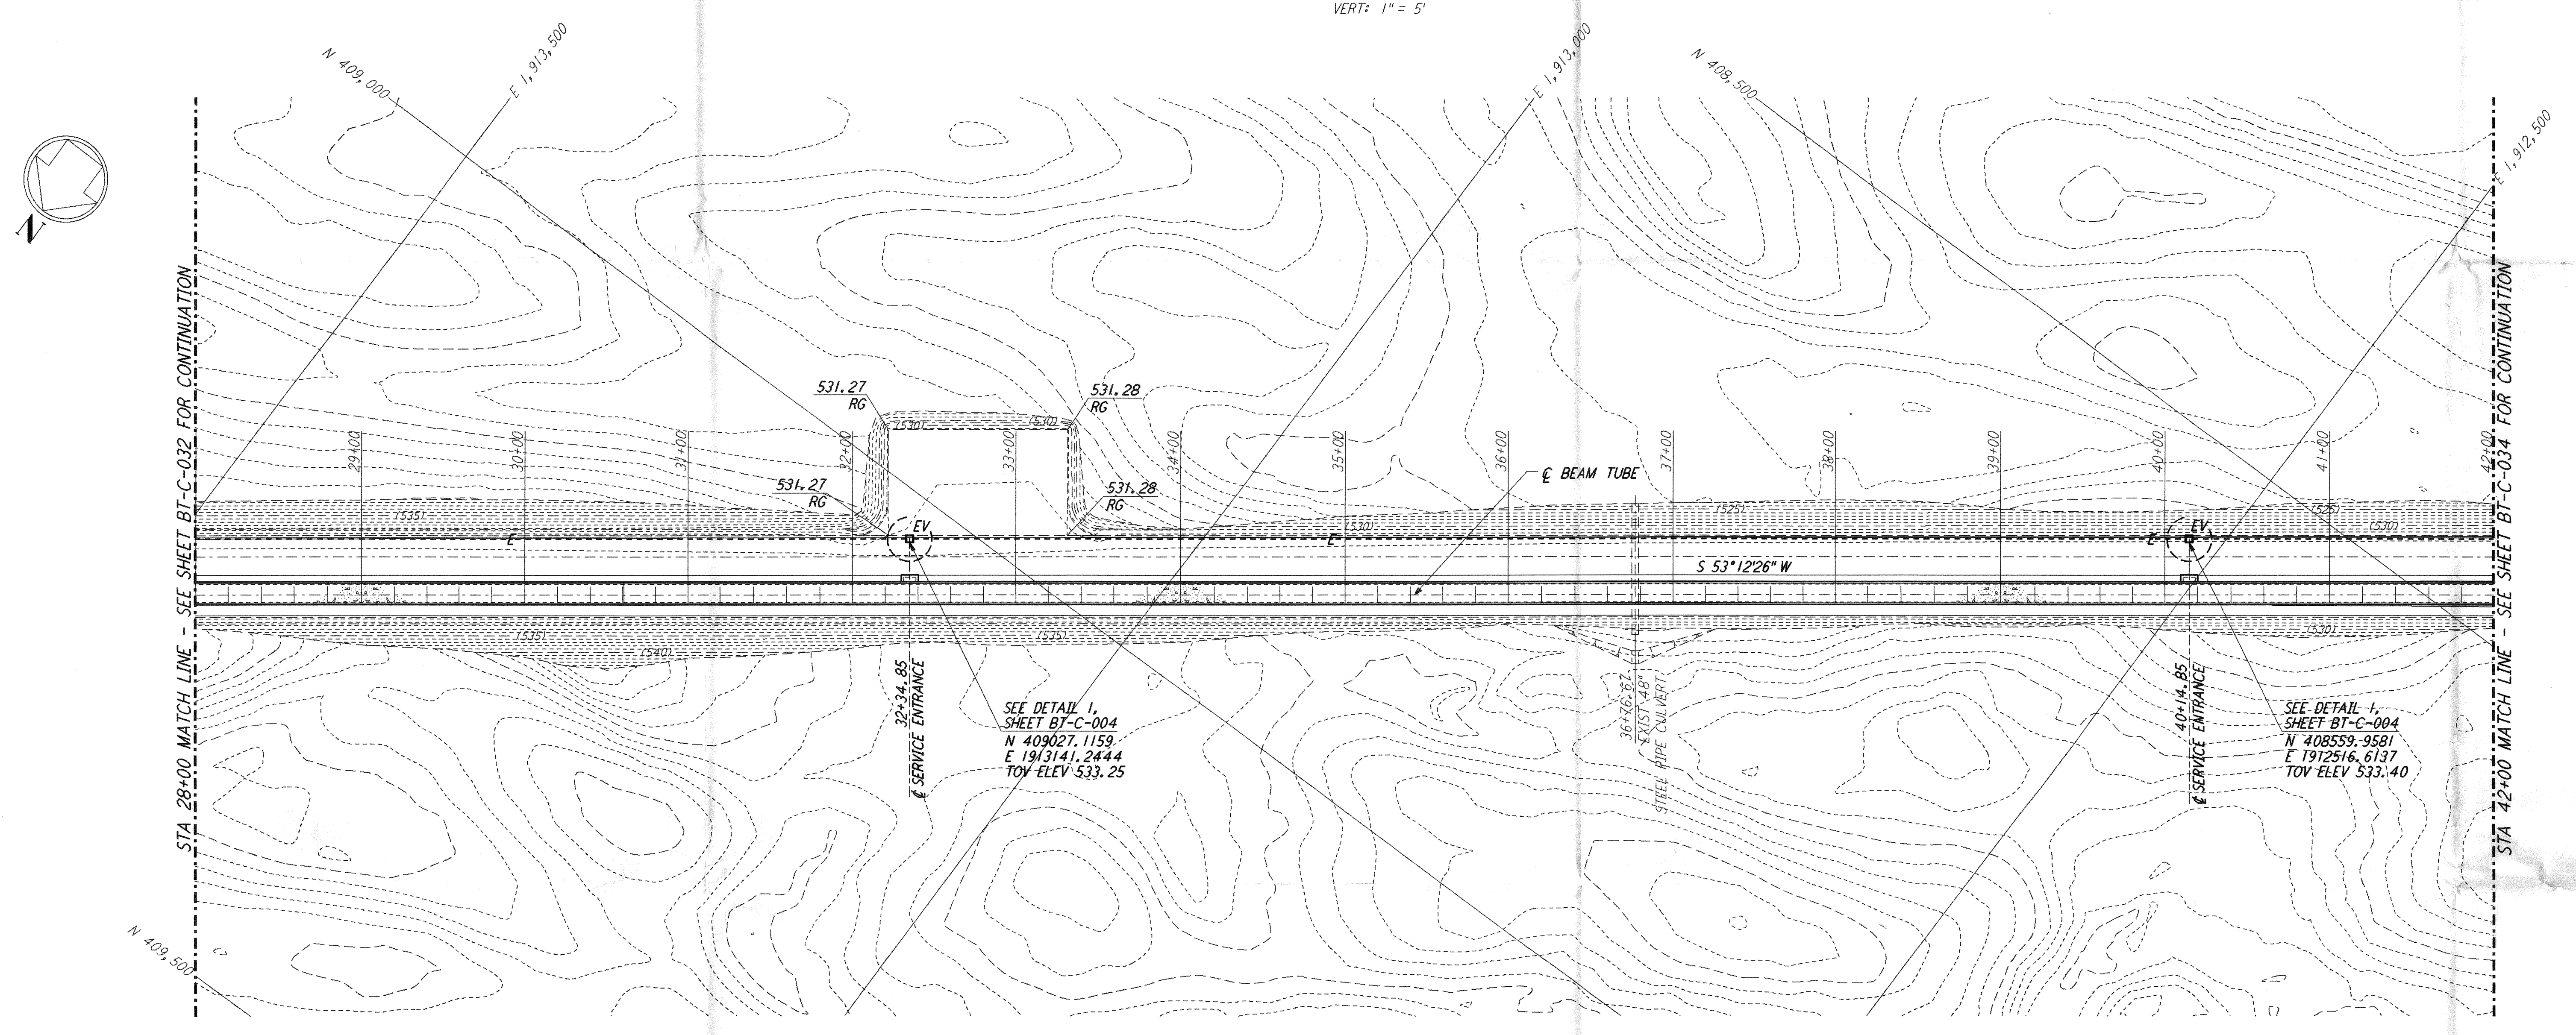 VERT: 1" = 5'
N 409,000
E 1,913,500
E 1,913,000
N 408,500
E 1,912,500
N
STA 28+00 MATCH LINE - SEE SHEET BT-C-032 FOR CONTINUATION
531.27
RG
531.28
RG
(530)
(530)
29+00
30+00
31+00
32+00
33+00
34+00
35+00
36+00
37+00
38+00
39+00
40+00
41+00
42+00
℄ BEAM TUBE
531.27
RG
531.28
RG
(535)
EV
(530)
(525)
EV
(525)
(530)
E
E
E
S 53°12'26" W
(535)
(540)
(535)
(530)
32+34.85
℄ SERVICE ENTRANCE
SEE DETAIL 1,
SHEET BT-C-004
N 409027.1159
E 1913141.2444
TOV ELEV 533.25
36+76.67
EXIST 48"
STEEL PIPE CULVERT
40+14.85
℄ SERVICE ENTRANCE
SEE DETAIL 1,
SHEET BT-C-004
N 408559.9581
E 1912516.6137
TOV ELEV 533.40
STA 42+00 MATCH LINE - SEE SHEET BT-C-034 FOR CONTINUATION
N 409,500